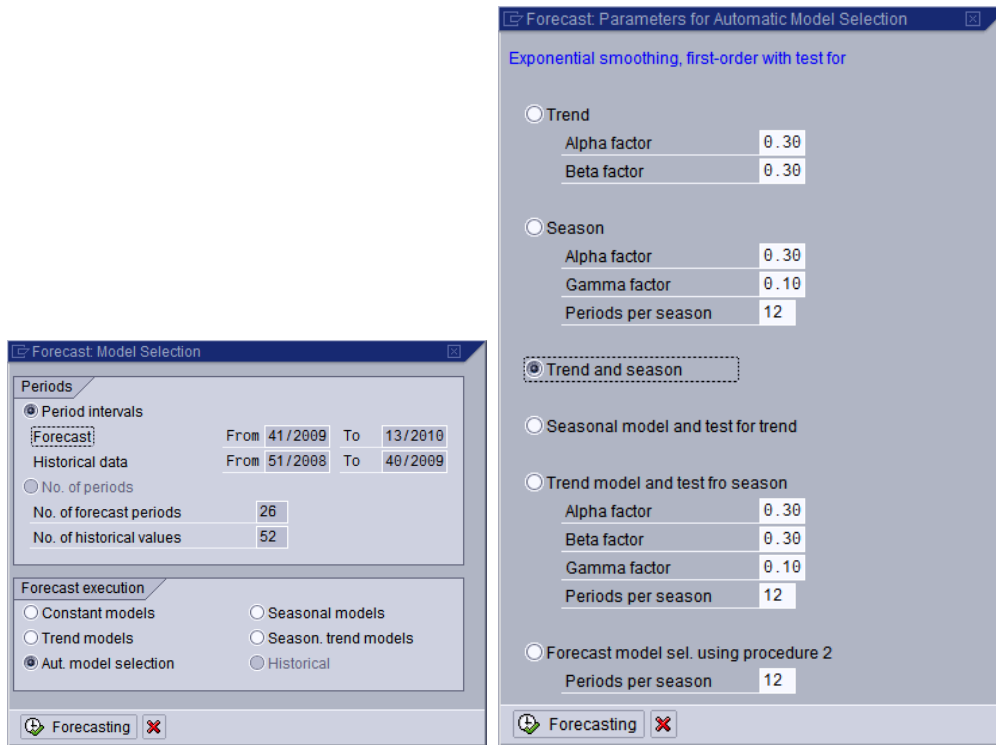 Forecast: Model Selection
Periods
Period intervals
Forecast From 41/2009 To 13/2010
Historical data From 51/2008 To 40/2009
No. of periods
No. of forecast periods 26
No. of historical values 52
Forecast execution
Constant models Seasonal models
Trend models Season. trend models
Aut. model selection Historical
Forecasting
Forecast: Parameters for Automatic Model Selection
Exponential smoothing, first-order with test for
Trend
Alpha factor 0.30
Beta factor 0.30
Season
Alpha factor 0.30
Gamma factor 0.10
Periods per season 12
Trend and season
Seasonal model and test for trend
Trend model and test fro season
Alpha factor 0.30
Beta factor 0.30
Gamma factor 0.10
Periods per season 12
Forecast model sel. using procedure 2
Periods per season 12
Forecasting